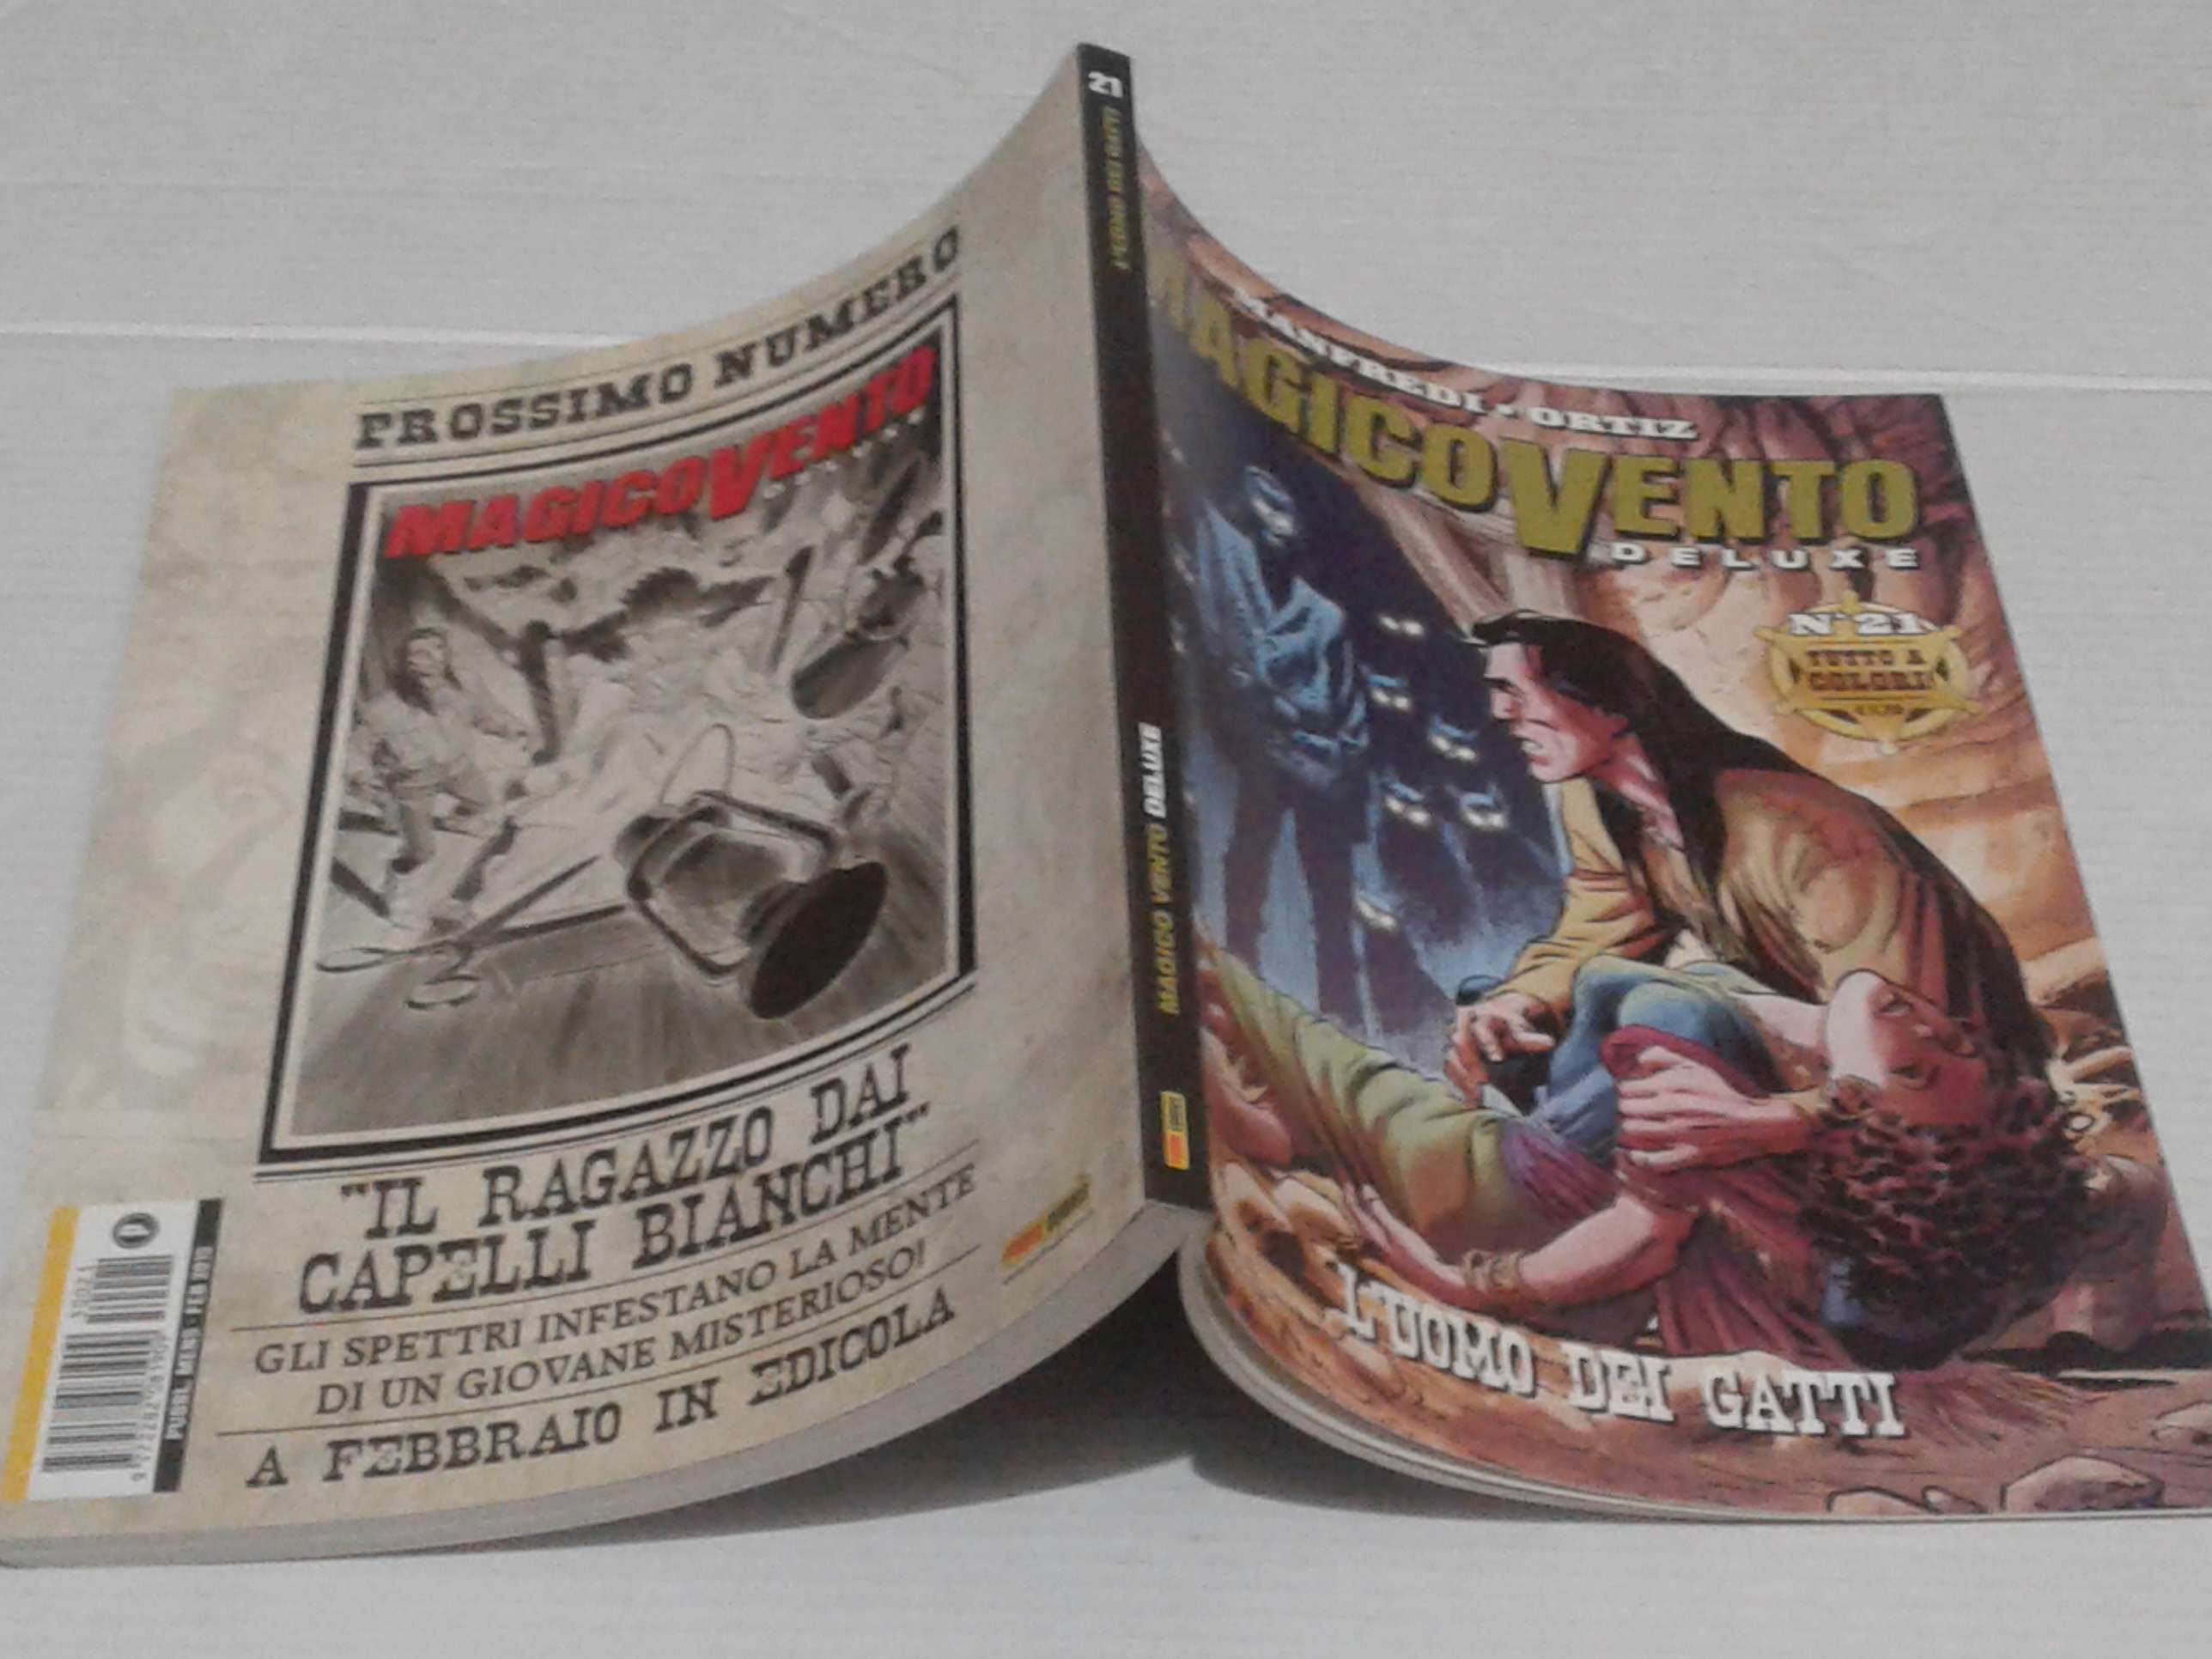 PROSSIMO NUMERO
MAGICOVENTO
"IL RAGAZZO DAI
CAPELLI BIANCHI"
GLI SPETTRI INFESTANO LA MENTE
DI UN GIOVANE MISTERIOSO!
A FEBBRAIO IN EDICOLA
21
L'UOMO DEI GATTI
MAGICO VENTO DELUXE
MANFREDI • ORTIZ
MAGICOVENTO
DELUXE
N°21
TUTTO A
COLORI
L'UOMO DEI GATTI